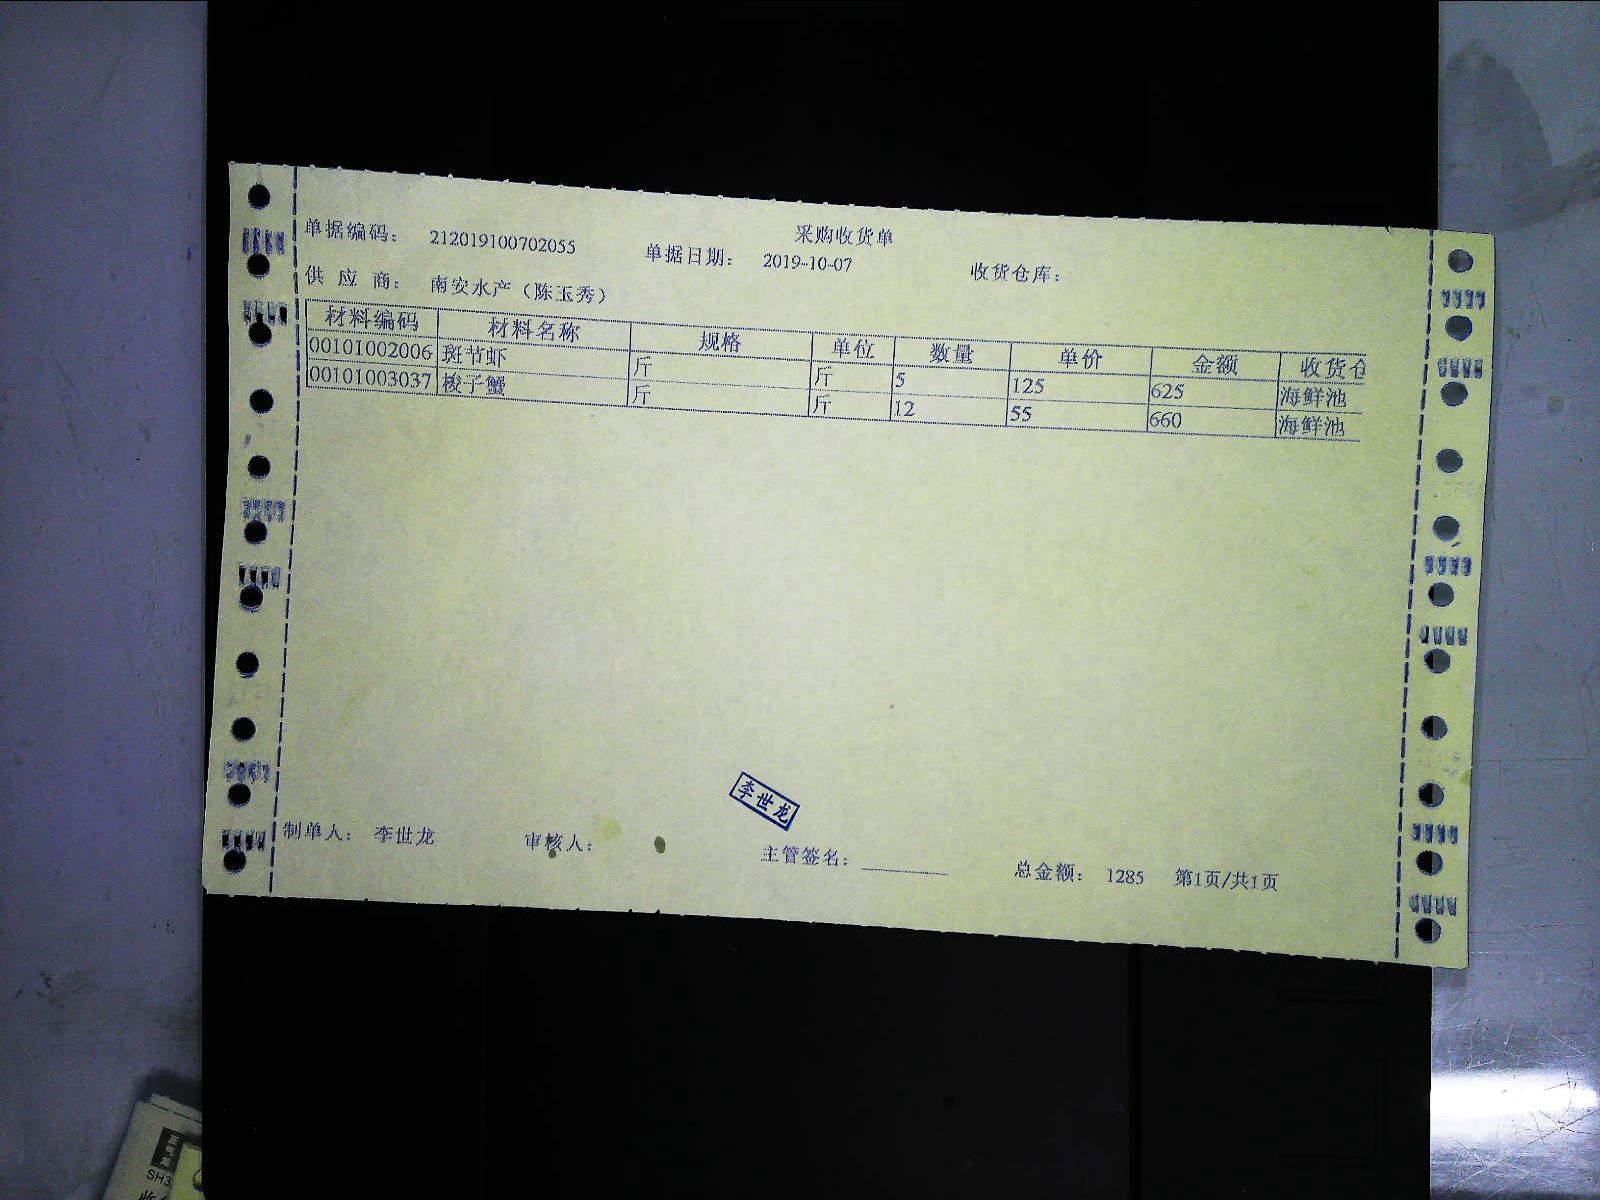 采购收货单
单据编码： 212019100702055 单据日期： 2019-10-07 收货仓库：
供 应 商： 南安水产（陈玉秀）
材料编码 材料名称 规格 单位 数量 单价 金额 收货仓
00101002006 斑节虾 斤 斤 5 125 625 海鲜池
00101003037 梭子蟹 斤 斤 12 55 660 海鲜池
李世龙
制单人： 李世龙 审核人： 主管签名： 总金额： 1285 第1页/共1页
SH3